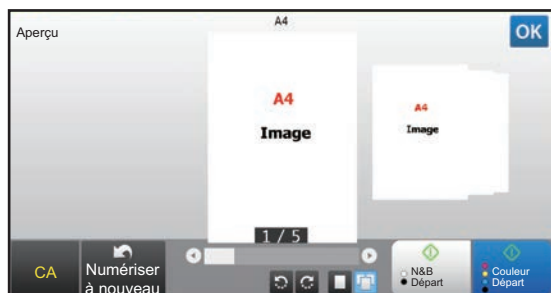 A4
Aperçu
OK
A4
Image
A4
Image
1 / 5
CA
Numériser
à nouveau
N&B
Départ
Couleur
Départ